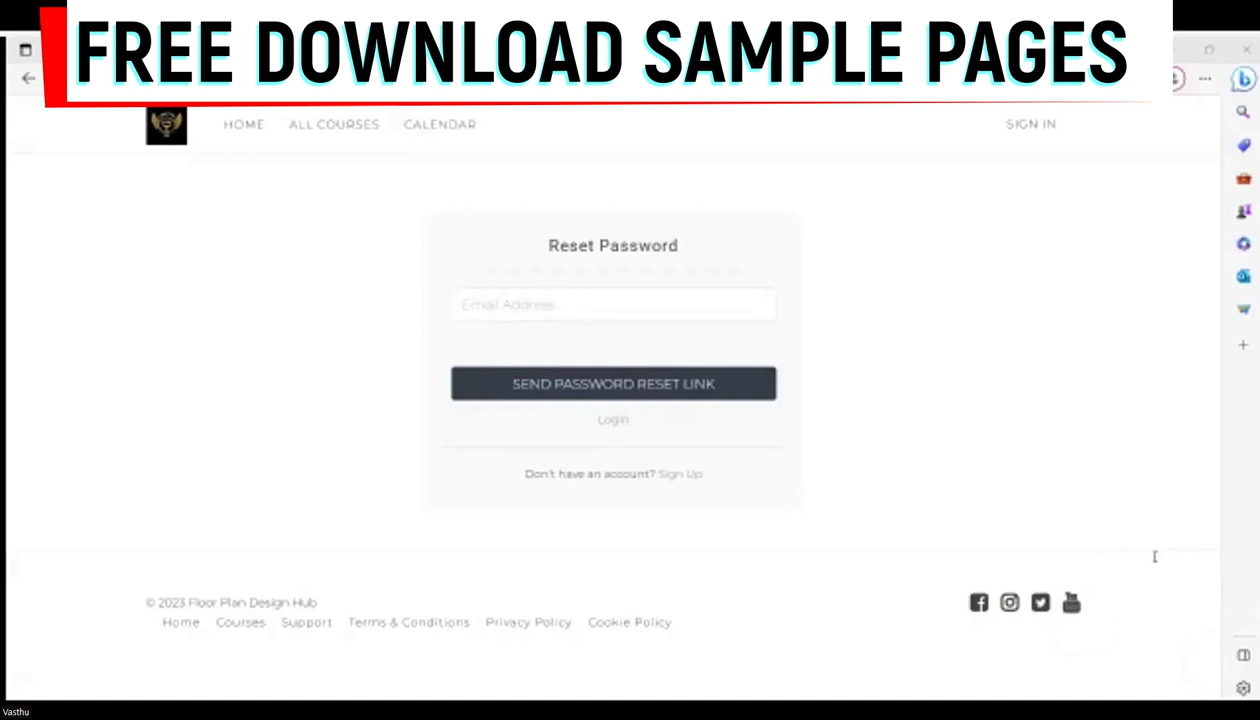 FREE DOWNLOAD SAMPLE PAGES
HOME ALL COURSES CALENDAR SIGN IN
Reset Password
Email Address
SEND PASSWORD RESET LINK
Login
Don't have an account? Sign Up
© 2023 Floor Plan Design Hub
Home Courses Support Terms & Conditions Privacy Policy Cookie Policy
Vasthu